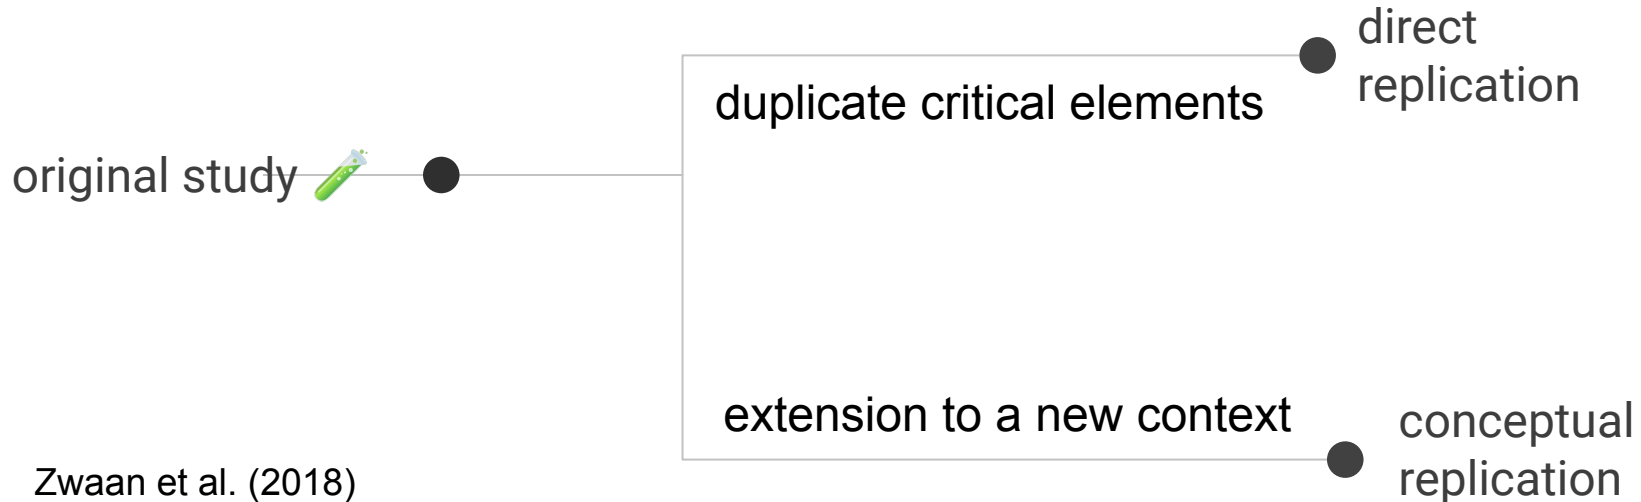 direct
replication
duplicate critical elements
original study
extension to a new context
conceptual
replication
Zwaan et al. (2018)